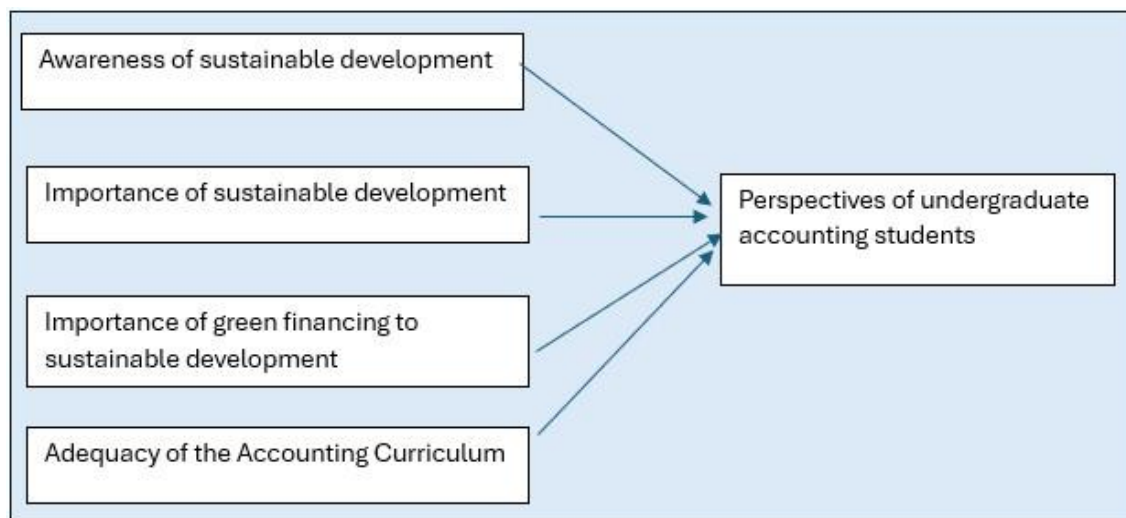 Awareness of sustainable development
Importance of sustainable development
Importance of green financing to
sustainable development
Adequacy of the Accounting Curriculum
Perspectives of undergraduate
accounting students